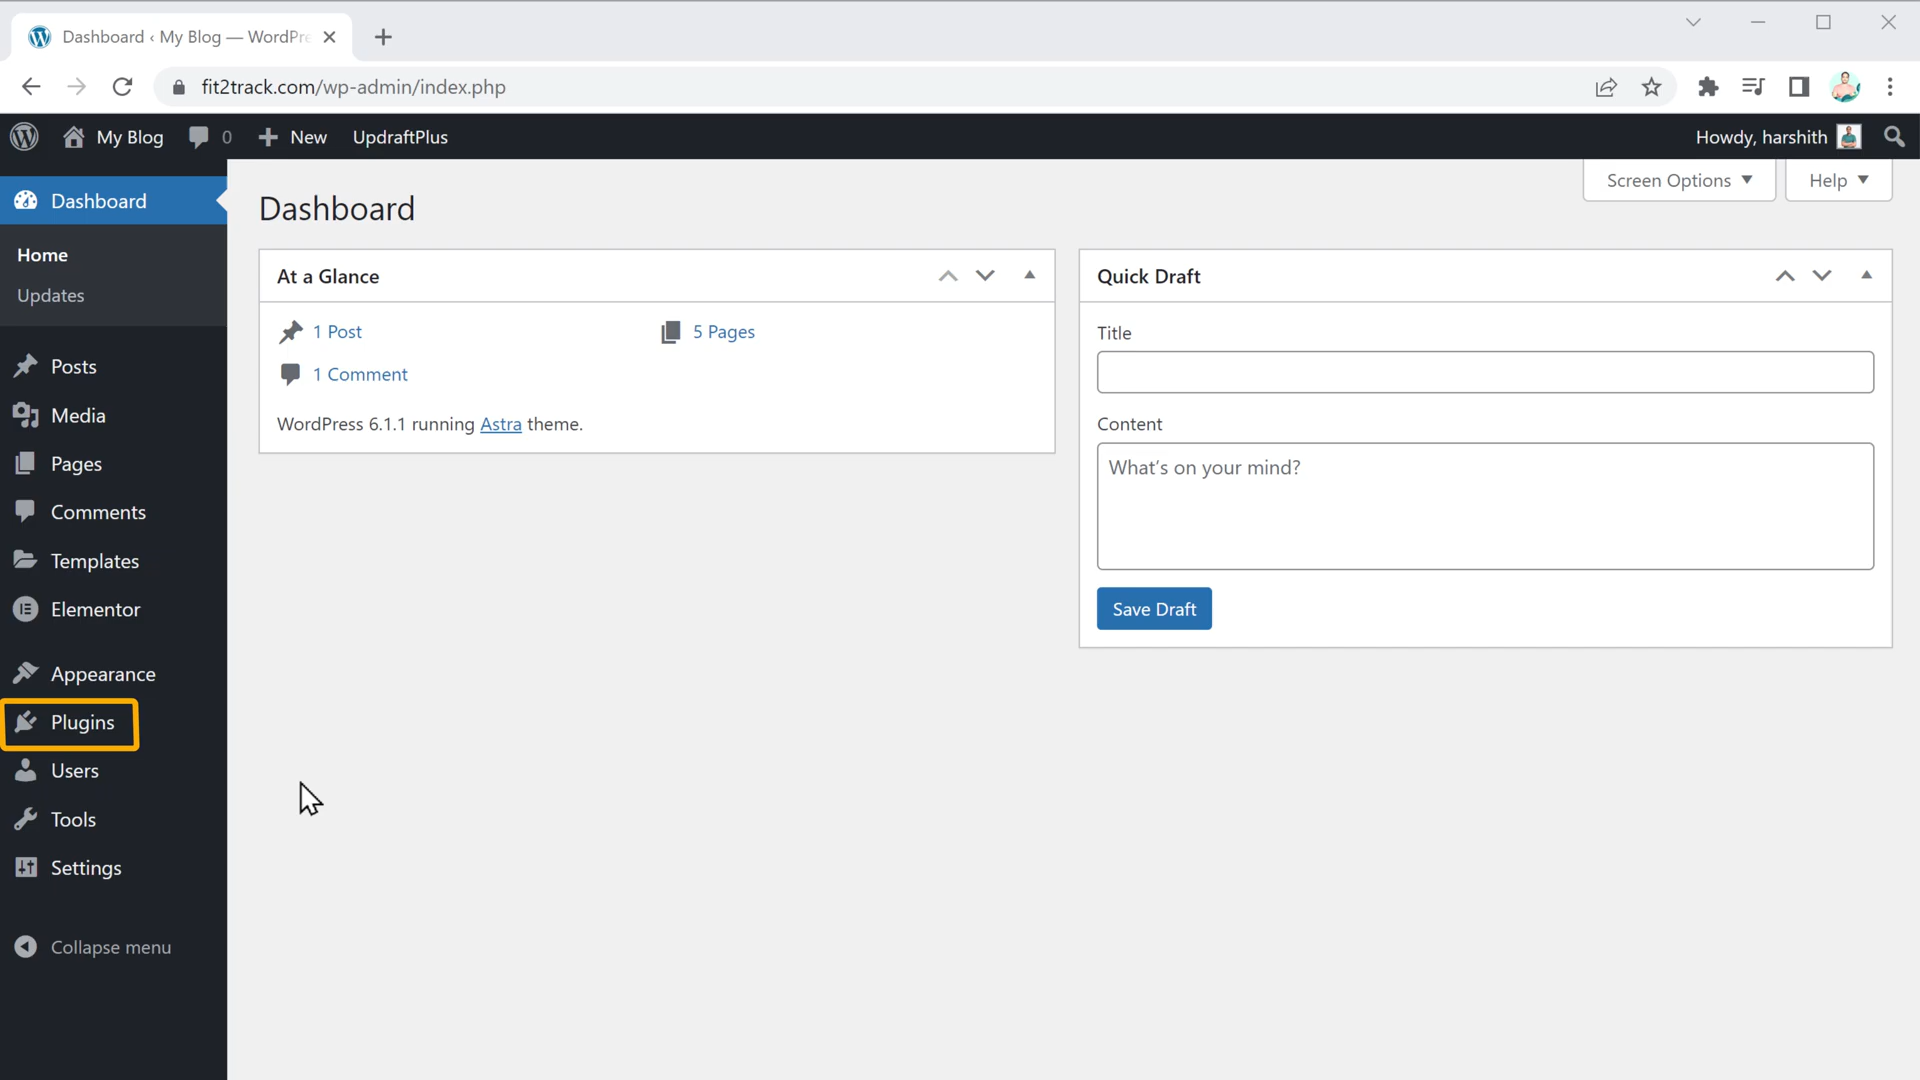 Dashboard ‹ My Blog — WordPre
fit2track.com/wp-admin/index.php
My Blog
0
New
UpdraftPlus
Howdy, harshith
Screen Options
Help
Dashboard
Home
Updates
Posts
Media
Pages
Comments
Templates
Elementor
Appearance
Plugins
Users
Tools
Settings
Collapse menu
Dashboard
At a Glance
1 Post
5 Pages
1 Comment
WordPress 6.1.1 running Astra theme.
Quick Draft
Title
Content
What's on your mind?
Save Draft